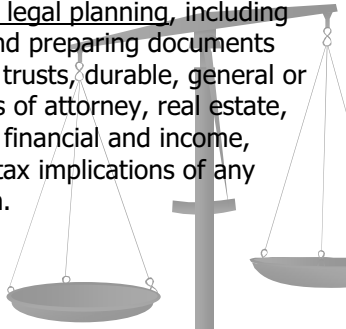 legal planning, including
nd preparing documents
trusts, durable, general or
s of attorney, real estate,
financial and income,
tax implications of any
.